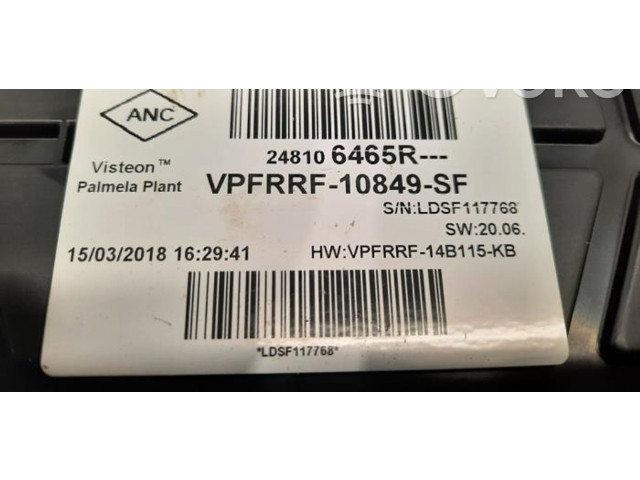 ANC
24810 6465R---
Visteon™
Palmela Plant
VPFRRF-10849-SF
S/N:LDSF117768
SW:20.06.
15/03/2018 16:29:41
HW:VPFRRF-14B115-KB
*LDSF117768*